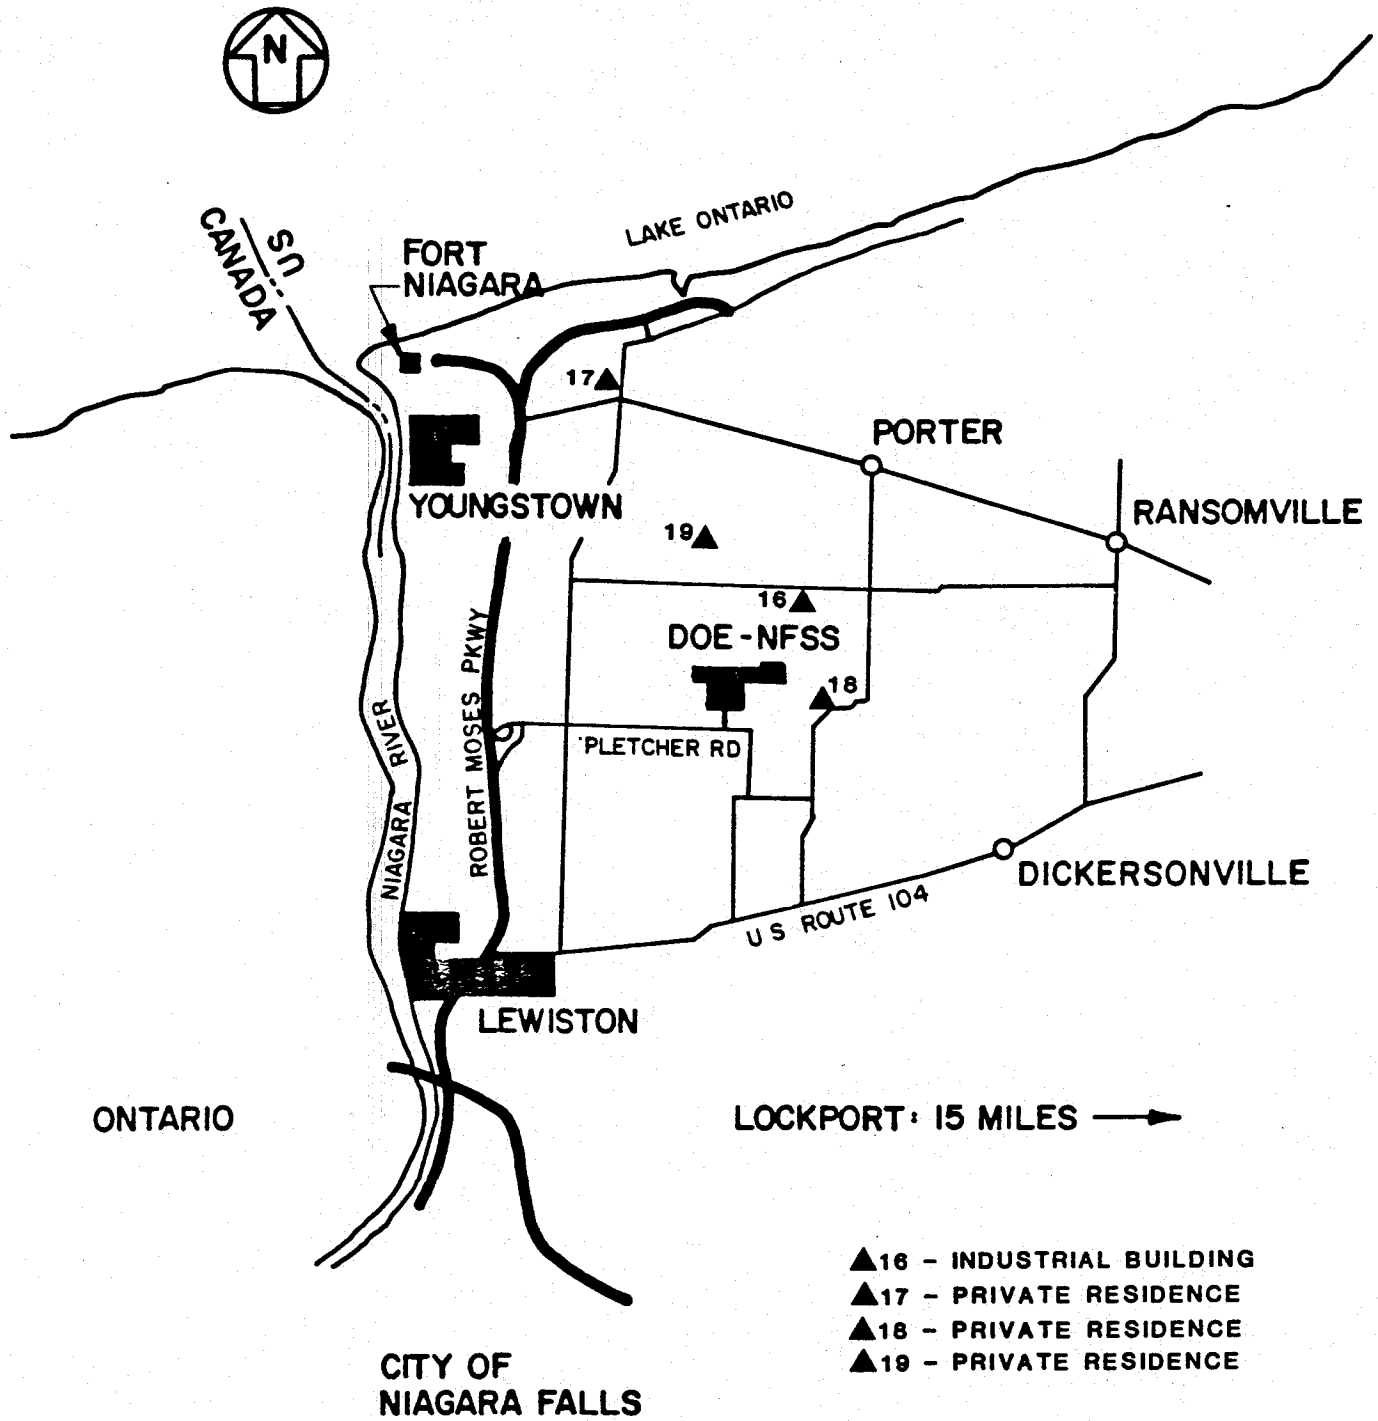 N
US
CANADA
FORT
NIAGARA
LAKE ONTARIO
17
PORTER
YOUNGSTOWN
RANSOMVILLE
19
16
DOE-NFSS
18
ROBERT MOSES PKWY
NIAGARA RIVER
PLETCHER RD
DICKERSONVILLE
US ROUTE 104
LEWISTON
ONTARIO
LOCKPORT: 15 MILES
16 - INDUSTRIAL BUILDING
17 - PRIVATE RESIDENCE
18 - PRIVATE RESIDENCE
19 - PRIVATE RESIDENCE
CITY OF
NIAGARA FALLS